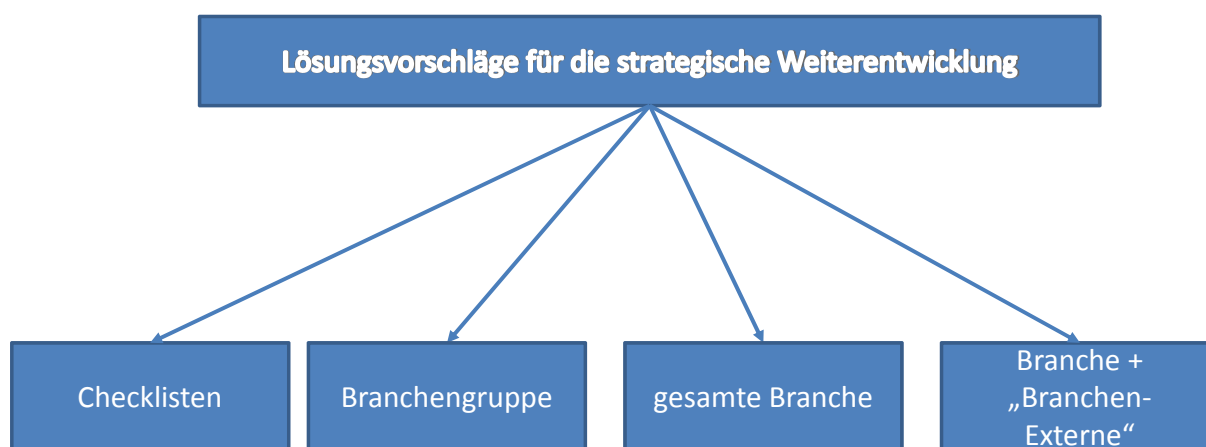 Lösungsvorschläge für die strategische Weiterentwicklung
Checklisten
Branchengruppe
gesamte Branche
Branche +
„Branchen-
Externe“